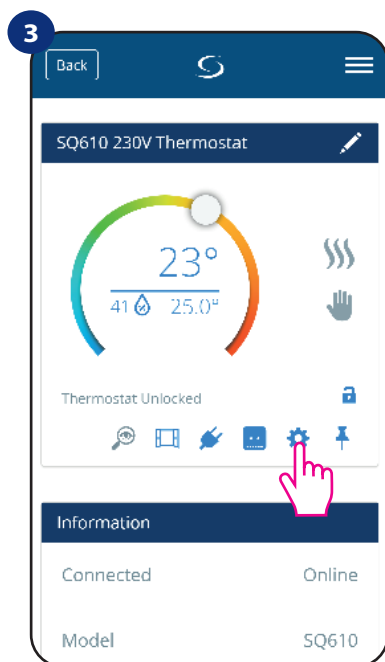 3
Back
SQ610 230V Thermostat
23°
41 25.0°
Thermostat Unlocked
Information
Connected Online
Model SQ610